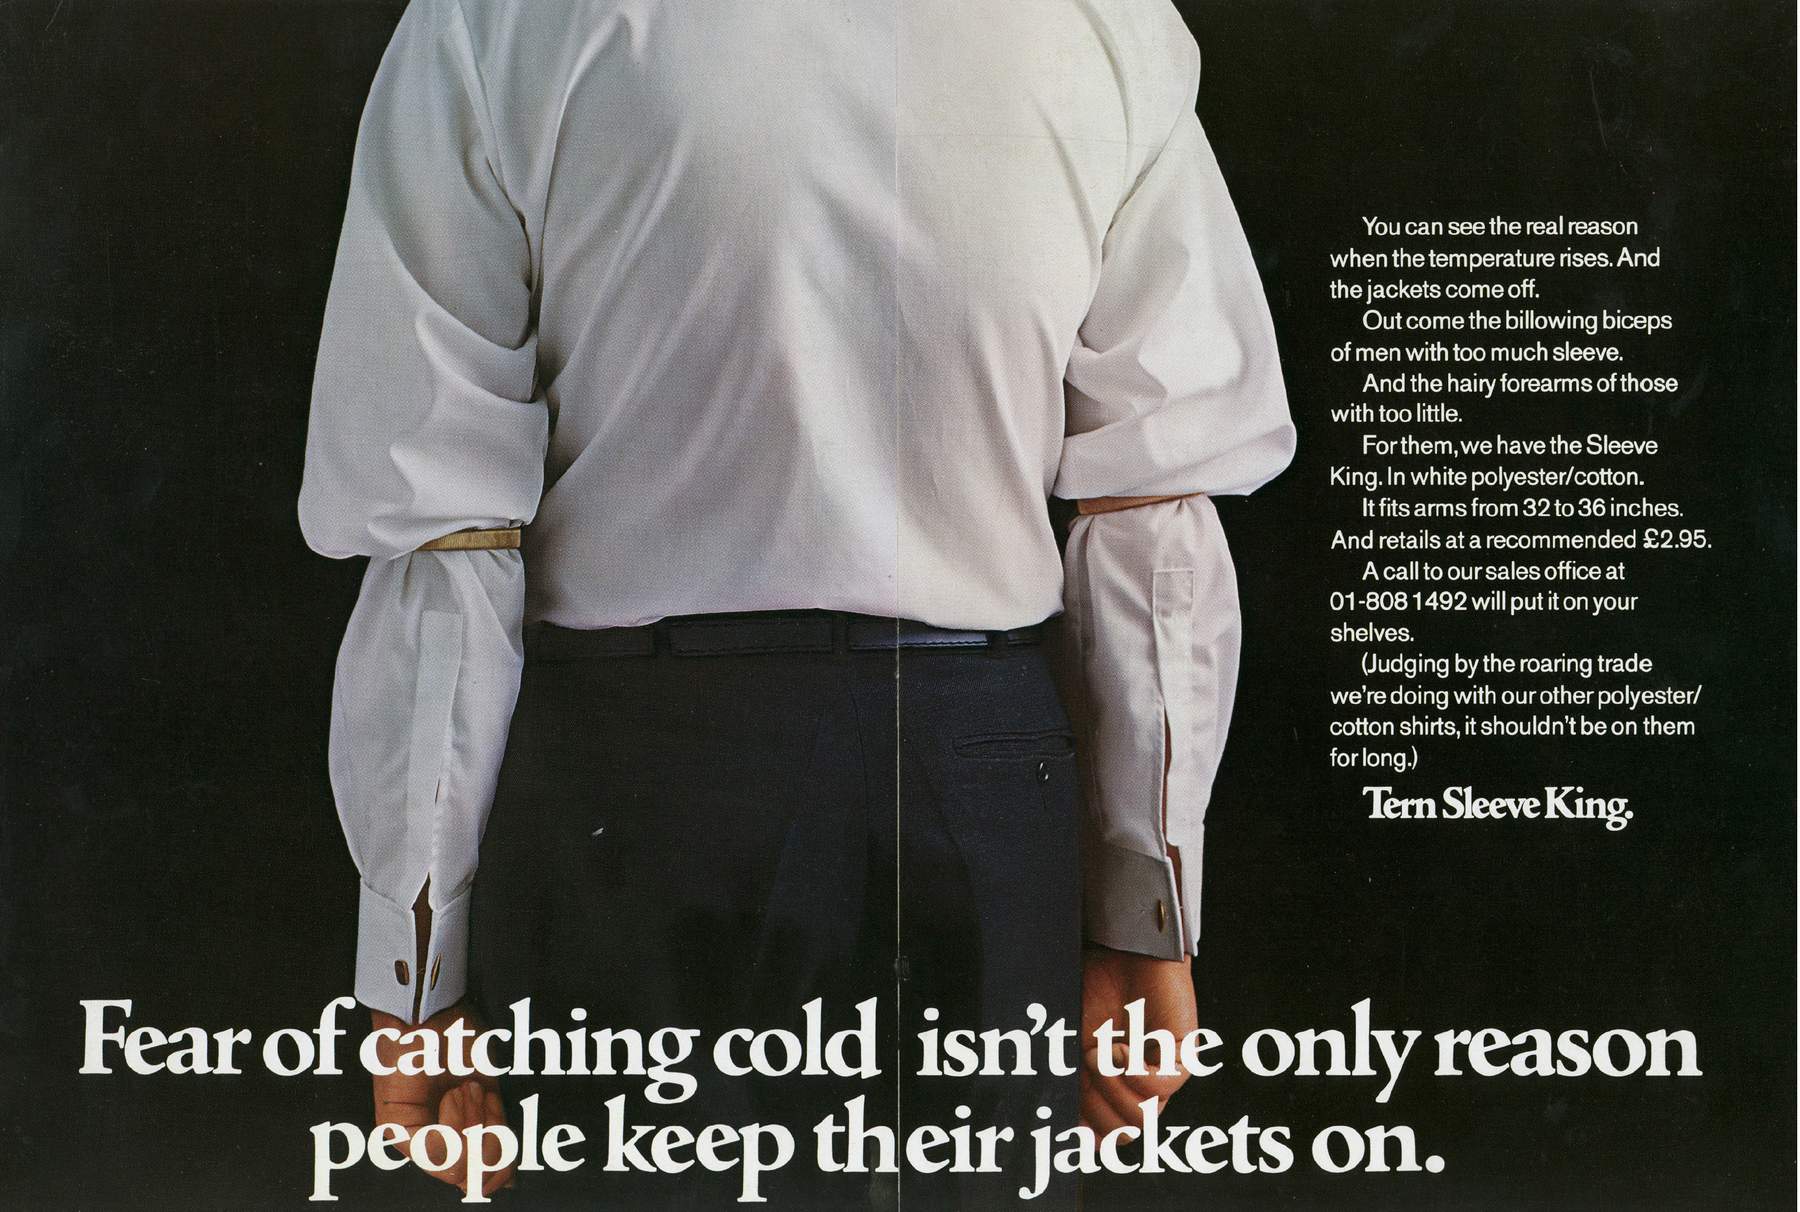 You can see the real reason
when the temperature rises. And
the jackets come off.
Out come the billowing biceps
of men with too much sleeve.
And the hairy forearms of those
with too little.
For them, we have the Sleeve
King. In white polyester/cotton.
It fits arms from 32 to 36 inches.
And retails at a recommended £2.95.
A call to our sales office at
01-808 1492 will put it on your
shelves.
(Judging by the roaring trade
we're doing with our other polyester/
cotton shirts, it shouldn't be on them
for long.)
Tern Sleeve King.
Fear of catching cold isn't the only reason
people keep their jackets on.